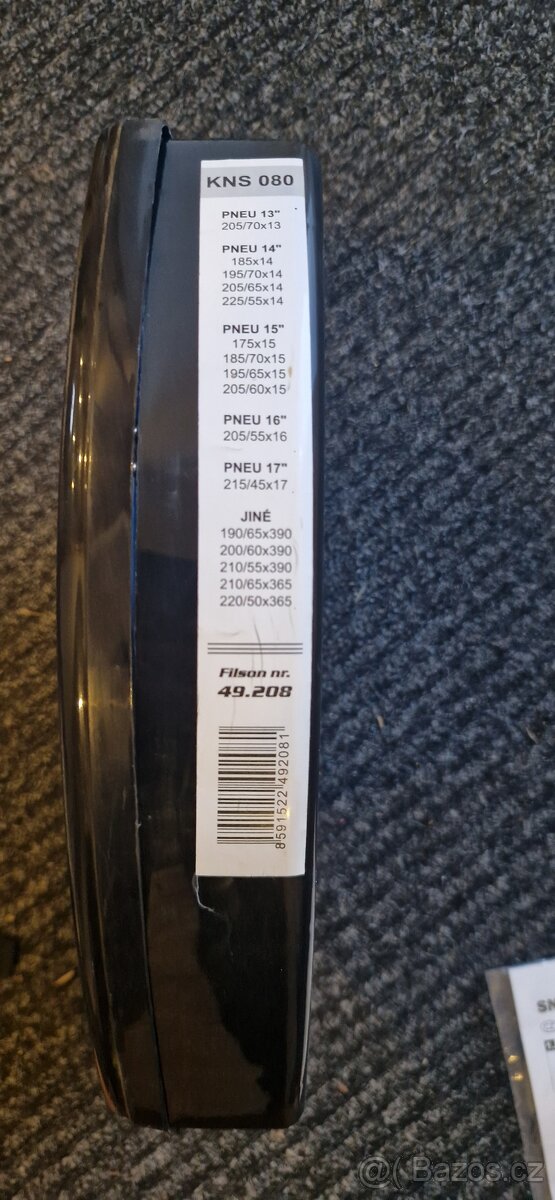 KNS 080
PNEU 13"
205/70x13
PNEU 14"
185x14
195/70x14
205/65x14
225/55x14
PNEU 15"
175x15
185/70x15
195/65x15
205/60x15
PNEU 16"
205/55x16
PNEU 17"
215/45x17
JINÉ
190/65x390
200/60x390
210/55x390
210/65x365
220/50x365
Filson nr.
49.208
8591522492081
Bazos.cz